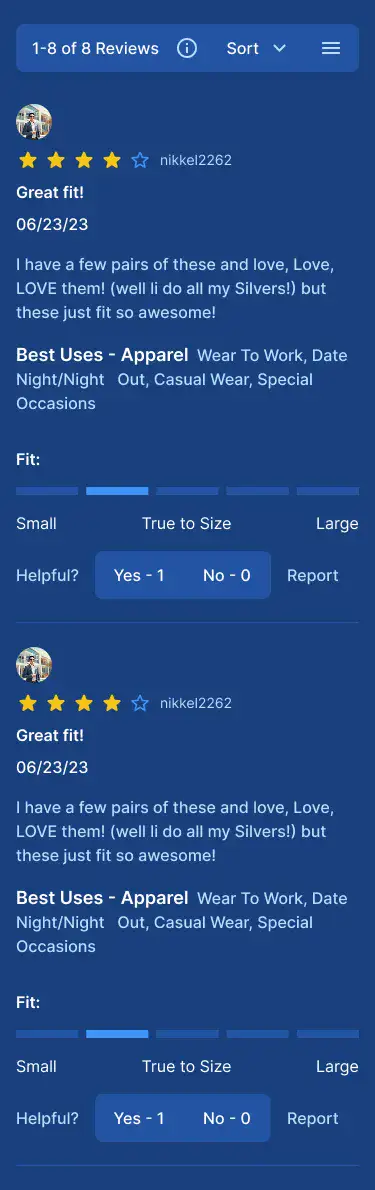 1-8 of 8 Reviews Sort
nikkel2262
Great fit!
06/23/23
I have a few pairs of these and love, Love,
LOVE them! (well Ii do all my Silvers!) but
these just fit so awesome!
Best Uses - Apparel Wear To Work, Date
Night/Night Out, Casual Wear, Special
Occasions
Fit:
Small True to Size Large
Helpful? Yes - 1 No - 0 Report
nikkel2262
Great fit!
06/23/23
I have a few pairs of these and love, Love,
LOVE them! (well Ii do all my Silvers!) but
these just fit so awesome!
Best Uses - Apparel Wear To Work, Date
Night/Night Out, Casual Wear, Special
Occasions
Fit:
Small True to Size Large
Helpful? Yes - 1 No - 0 Report